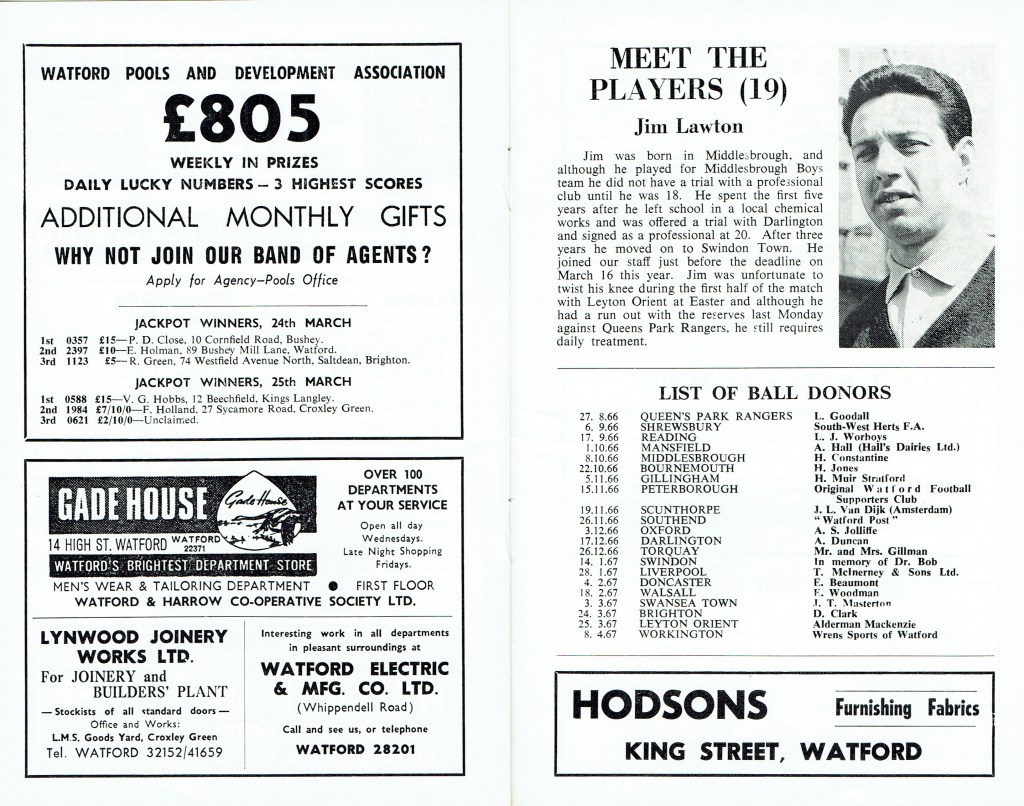 WATFORD POOLS AND DEVELOPMENT ASSOCIATION
£805
WEEKLY IN PRIZES
DAILY LUCKY NUMBERS – 3 HIGHEST SCORES
ADDITIONAL MONTHLY GIFTS
WHY NOT JOIN OUR BAND OF AGENTS?
Apply for Agency–Pools Office
JACKPOT WINNERS, 24th MARCH
1st 0357 £15—P. D. Close, 10 Cornfield Road, Bushey.
2nd 2397 £10—E. Holman, 89 Bushey Mill Lane, Watford.
3rd 1123 £5—R. Green, 74 Westfield Avenue North, Saltdean, Brighton.
JACKPOT WINNERS, 25th MARCH
1st 0588 £15—V. G. Hobbs, 12 Beechfield, Kings Langley.
2nd 1984 £7/10/0—F. Holland, 27 Sycamore Road, Croxley Green.
3rd 0621 £2/10/0—Unclaimed.
GADE HOUSE
Gade House
14 HIGH ST. WATFORD WATFORD 22371
WATFORD'S BRIGHTEST DEPARTMENT STORE
OVER 100
DEPARTMENTS
AT YOUR SERVICE
Open all day
Wednesdays.
Late Night Shopping
Fridays.
MEN'S WEAR & TAILORING DEPARTMENT ● FIRST FLOOR
WATFORD & HARROW CO-OPERATIVE SOCIETY LTD.
LYNWOOD JOINERY
WORKS LTD.
For JOINERY and
BUILDERS' PLANT
— Stockists of all standard doors —
Office and Works:
L.M.S. Goods Yard, Croxley Green
Tel. WATFORD 32152/41659
Interesting work in all departments
in pleasant surroundings at
WATFORD ELECTRIC
& MFG. CO. LTD.
(Whippendell Road)
Call and see us, or telephone
WATFORD 28201
MEET THE
PLAYERS (19)
Jim Lawton
Jim was born in Middlesbrough, and
although he played for Middlesbrough Boys
team he did not have a trial with a professional
club until he was 18. He spent the first five
years after he left school in a local chemical
works and was offered a trial with Darlington
and signed as a professional at 20. After three
years he moved on to Swindon Town. He
joined our staff just before the deadline on
March 16 this year. Jim was unfortunate to
twist his knee during the first half of the match
with Leyton Orient at Easter and although he
had a run out with the reserves last Monday
against Queens Park Rangers, he still requires
daily treatment.
LIST OF BALL DONORS
27. 8.66 QUEEN'S PARK RANGERS L. Goodall
6. 9.66 SHREWSBURY South-West Herts F.A.
17. 9.66 READING L. J. Worboys
1.10.66 MANSFIELD A. Hall (Hall's Dairies Ltd.)
8.10.66 MIDDLESBROUGH H. Constantine
22.10.66 BOURNEMOUTH H. Jones
5.11.66 GILLINGHAM H. Muir Stratford
15.11.66 PETERBOROUGH Original Watford Football
Supporters Club
19.11.66 SCUNTHORPE J. L. Van Dijk (Amsterdam)
26.11.66 SOUTHEND "Watford Post"
3.12.66 OXFORD A. S. Jolliffe
17.12.66 DARLINGTON A. Duncan
26.12.66 TORQUAY Mr. and Mrs. Gillman
14. 1.67 SWINDON In memory of Dr. Bob
28. 1.67 LIVERPOOL T. McInerney & Sons Ltd.
4. 2.67 DONCASTER E. Beaumont
18. 2.67 WALSALL F. Woodman
3. 3.67 SWANSEA TOWN J. T. Masterton
24. 3.67 BRIGHTON D. Clark
25. 3.67 LEYTON ORIENT Alderman Mackenzie
8. 4.67 WORKINGTON Wrens Sports of Watford
HODSONS Furnishing Fabrics
KING STREET, WATFORD